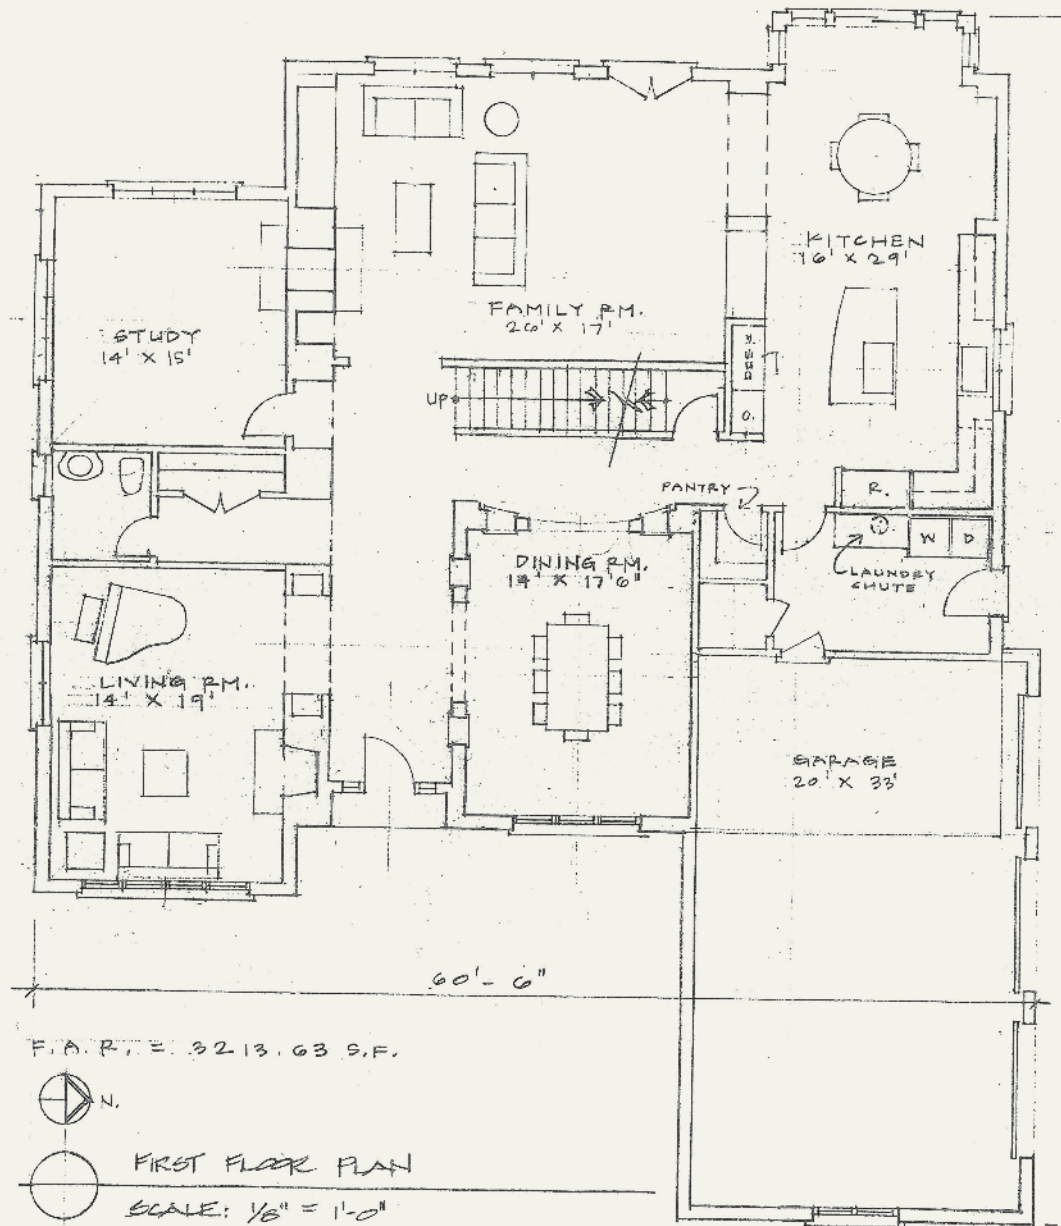 KITCHEN
16' X 29'
FAMILY RM.
26' X 17'
STUDY
14' X 15'
UP
O.
R.
PANTRY
W
D
LAUNDRY
CHUTE
DINING RM.
14' X 17'6"
LIVING RM.
14' X 19'
GARAGE
20' X 33'
60'-6"
F.A.R. = 3213.63 S.F.
N.
FIRST FLOOR PLAN
SCALE: 1/8" = 1'-0"